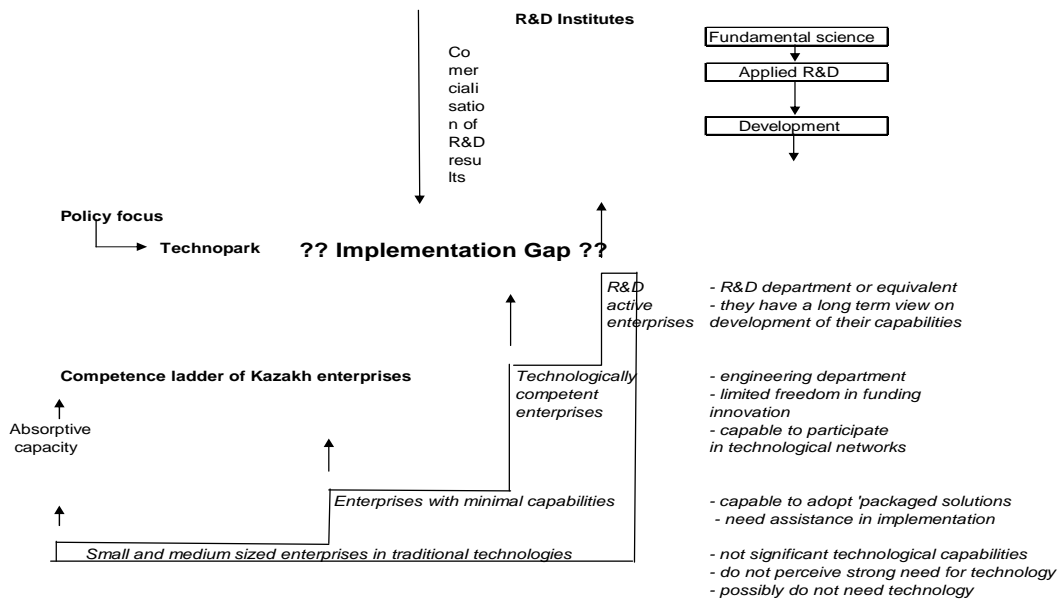 R&D Institutes
Fundamental science
Applied R&D
Development
Co
mer
ciali
satio
n of
R&D
resu
lts
Policy focus
Technopark
?? Implementation Gap ??
R&D
active
enterprises
- R&D department or equivalent
- they have a long term view on
development of their capabilities
Competence ladder of Kazakh enterprises
Technologically
competent
enterprises
- engineering department
- limited freedom in funding
innovation
- capable to participate
in technological networks
Absorptive
capacity
Enterprises with minimal capabilities
- capable to adopt 'packaged solutions
- need assistance in implementation
Small and medium sized enterprises in traditional technologies
- not significant technological capabilities
- do not perceive strong need for technology
- possibly do not need technology